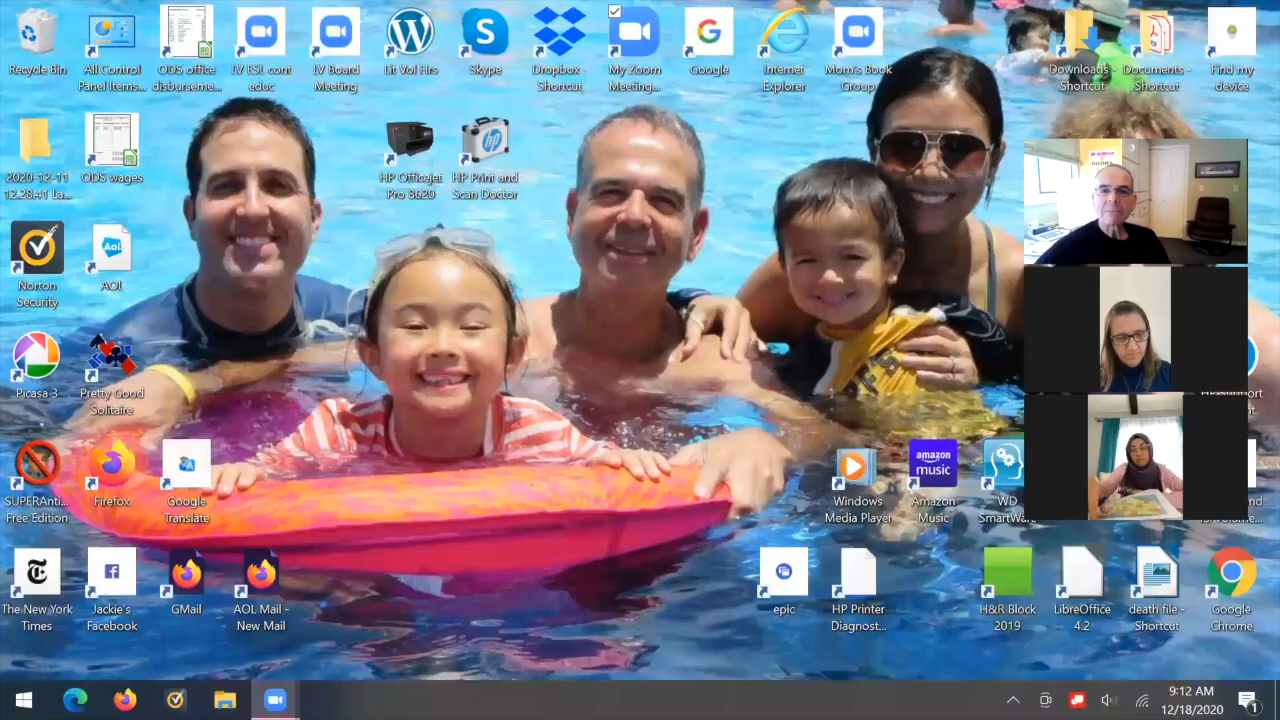 Recycle Bin
All Control
Panel Items...
ODS office
disburseme...
LV ESL cont
educ
LV Board
Meeting
Lit Vol Hrs
Skype
Dropbox -
Shortcut
My Zoom
Meeting...
Google
Internet
Explorer
Mom's Book
Group
Downloads -
Shortcut
Documents -
Shortcut
Find my
device
2020-12-11
12.28.41 La...
ODS wages
HP Officejet
Pro 8620
HP Print and
Scan Doctor
DOORS
Norton
Security
Aol.
AOL
Picasa 3
Pretty Good
Solitaire
SUPERAnti...
Free Edition
Firefox
Google
Translate
Windows
Media Player
amazon
music
Amazon
Music
WD
SmartWare
The New York
Times
Jackie's
Facebook
GMail
AOL Mail -
New Mail
epic
HP Printer
Diagnost...
H&R Block
2019
LibreOffice
4.2
death file -
Shortcut
Google
Chrome
9:12 AM
12/18/2020
1